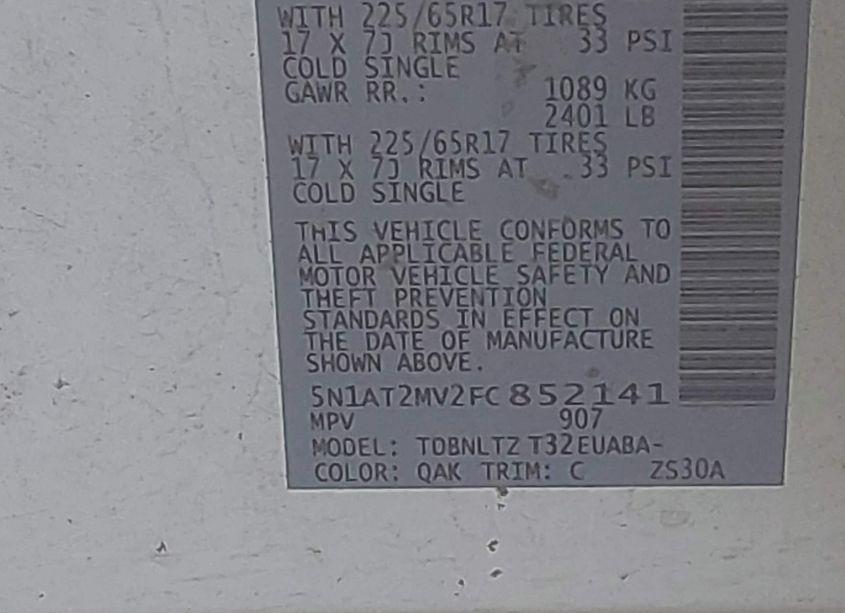 WITH 225/65R17 TIRES
17 X 7J RIMS AT 33 PSI
COLD SINGLE
GAWR RR.: 1089 KG
2401 LB
WITH 225/65R17 TIRES
17 X 7J RIMS AT 33 PSI
COLD SINGLE
THIS VEHICLE CONFORMS TO
ALL APPLICABLE FEDERAL
MOTOR VEHICLE SAFETY AND
THEFT PREVENTION
STANDARDS IN EFFECT ON
THE DATE OF MANUFACTURE
SHOWN ABOVE.
5N1AT2MV2FC852141
MPV 907
MODEL: TDBNLTZ T32EUABA-
COLOR: QAK TRIM: C ZS30A